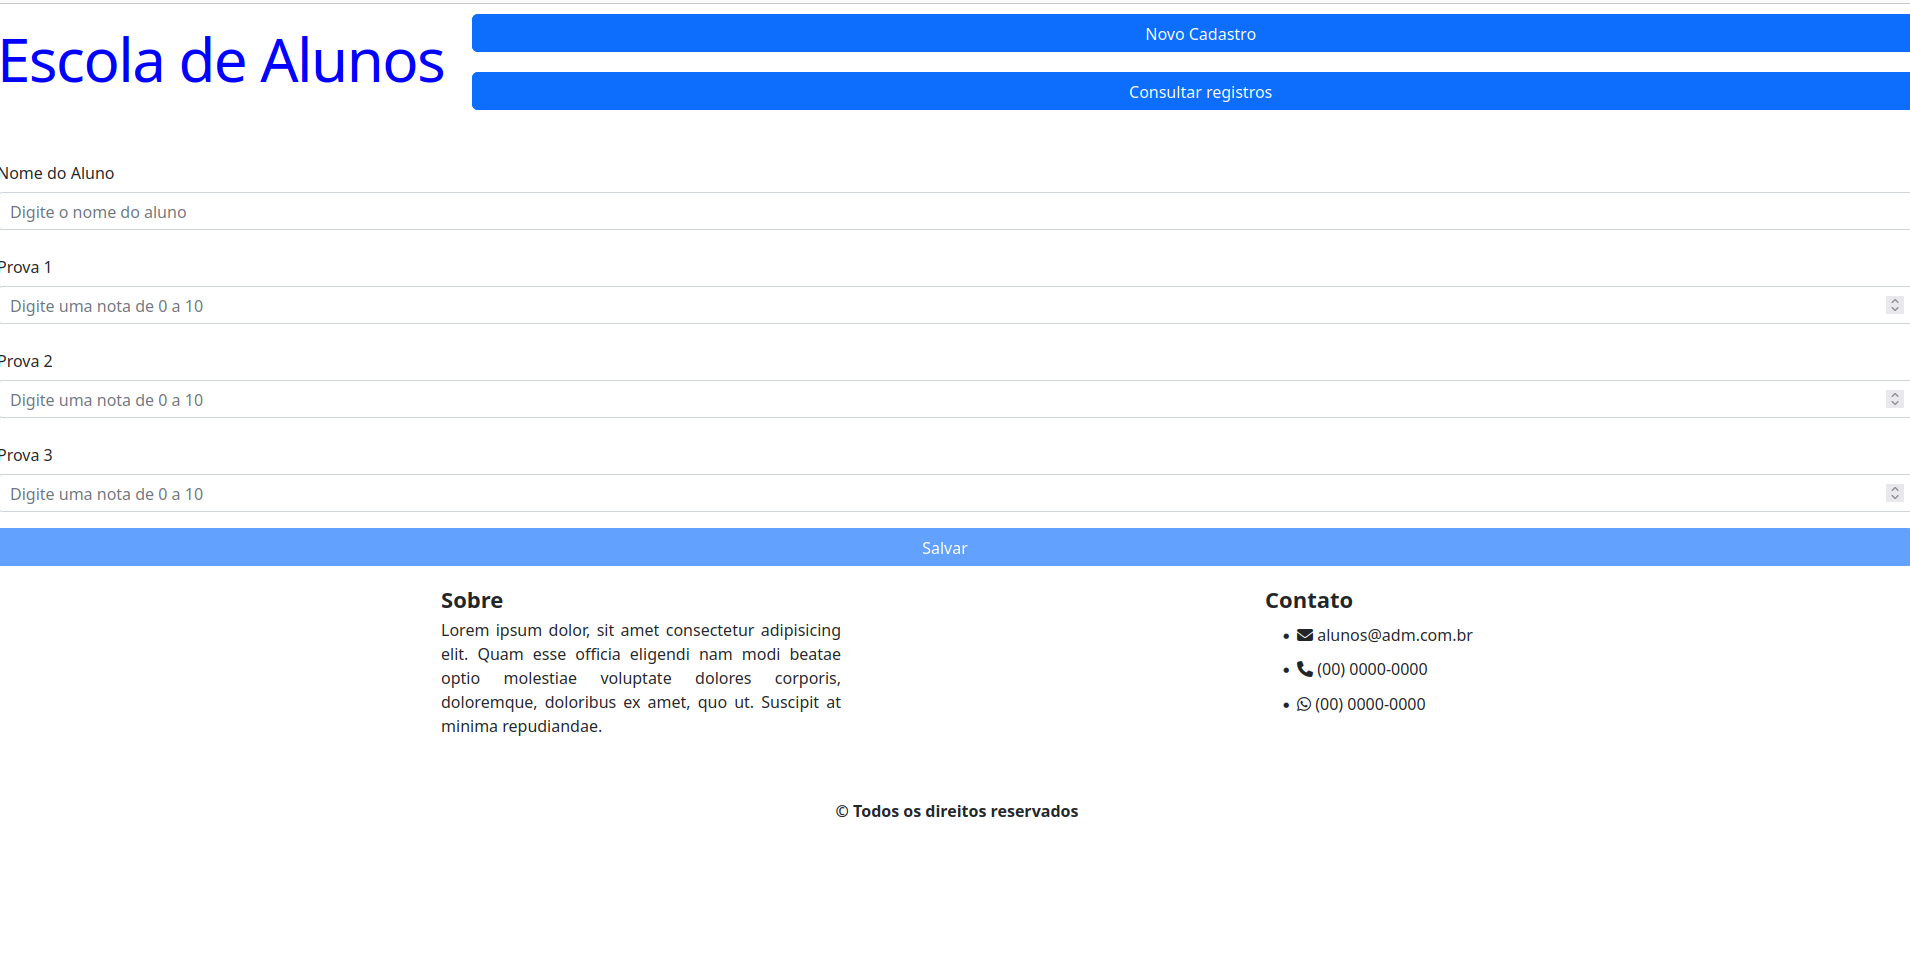 Escola de Alunos
Novo Cadastro
Consultar registros
Nome do Aluno
Digite o nome do aluno
Prova 1
Digite uma nota de 0 a 10
Prova 2
Digite uma nota de 0 a 10
Prova 3
Digite uma nota de 0 a 10
Salvar
Sobre
Lorem ipsum dolor, sit amet consectetur adipisicing
elit. Quam esse officia eligendi nam modi beatae
optio molestiae voluptate dolores corporis,
doloremque, doloribus ex amet, quo ut. Suscipit at
minima repudiandae.
Contato
alunos@adm.com.br
(00) 0000-0000
(00) 0000-0000
© Todos os direitos reservados